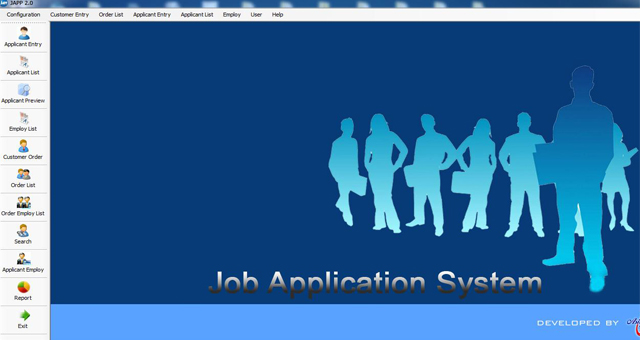 JAPP 2.0
Configuration Customer Entry Order List Applicant Entry Applicant List Employ User Help
Applicant Entry
Applicant List
Applicant Preview
Employ List
Customer Order
Order List
Order Employ List
Search
Applicant Employ
Report
Exit
Job Application System
DEVELOPED BY